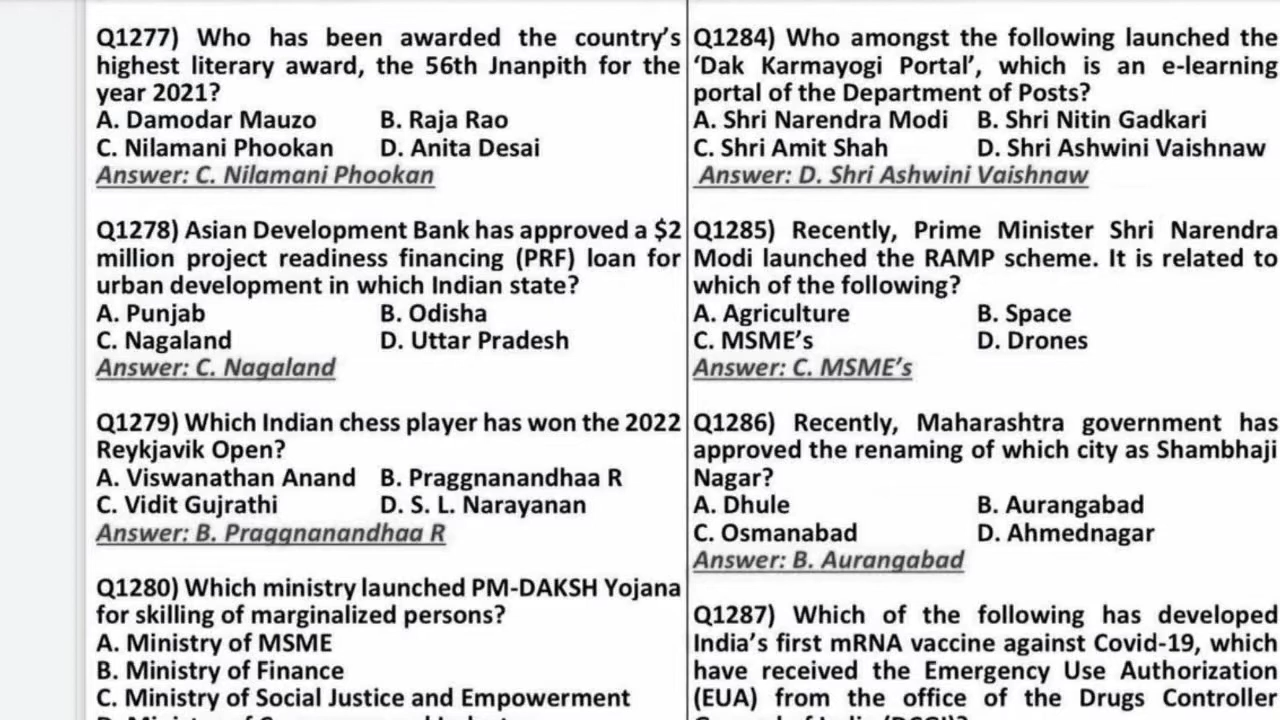 Q1277) Who has been awarded the country's
highest literary award, the 56th Jnanpith for the
year 2021?
A. Damodar Mauzo B. Raja Rao
C. Nilamani Phookan D. Anita Desai
Answer: C. Nilamani Phookan
Q1278) Asian Development Bank has approved a $2
million project readiness financing (PRF) loan for
urban development in which Indian state?
A. Punjab B. Odisha
C. Nagaland D. Uttar Pradesh
Answer: C. Nagaland
Q1279) Which Indian chess player has won the 2022
Reykjavik Open?
A. Viswanathan Anand B. Praggnanandhaa R
C. Vidit Gujrathi D. S. L. Narayanan
Answer: B. Praggnanandhaa R
Q1280) Which ministry launched PM-DAKSH Yojana
for skilling of marginalized persons?
A. Ministry of MSME
B. Ministry of Finance
C. Ministry of Social Justice and Empowerment
Q1284) Who amongst the following launched the
'Dak Karmayogi Portal', which is an e-learning
portal of the Department of Posts?
A. Shri Narendra Modi B. Shri Nitin Gadkari
C. Shri Amit Shah D. Shri Ashwini Vaishnaw
Answer: D. Shri Ashwini Vaishnaw
Q1285) Recently, Prime Minister Shri Narendra
Modi launched the RAMP scheme. It is related to
which of the following?
A. Agriculture B. Space
C. MSME's D. Drones
Answer: C. MSME's
Q1286) Recently, Maharashtra government has
approved the renaming of which city as Shambhaji
Nagar?
A. Dhule B. Aurangabad
C. Osmanabad D. Ahmednagar
Answer: B. Aurangabad
Q1287) Which of the following has developed
India's first mRNA vaccine against Covid-19, which
have received the Emergency Use Authorization
(EUA) from the office of the Drugs Controller